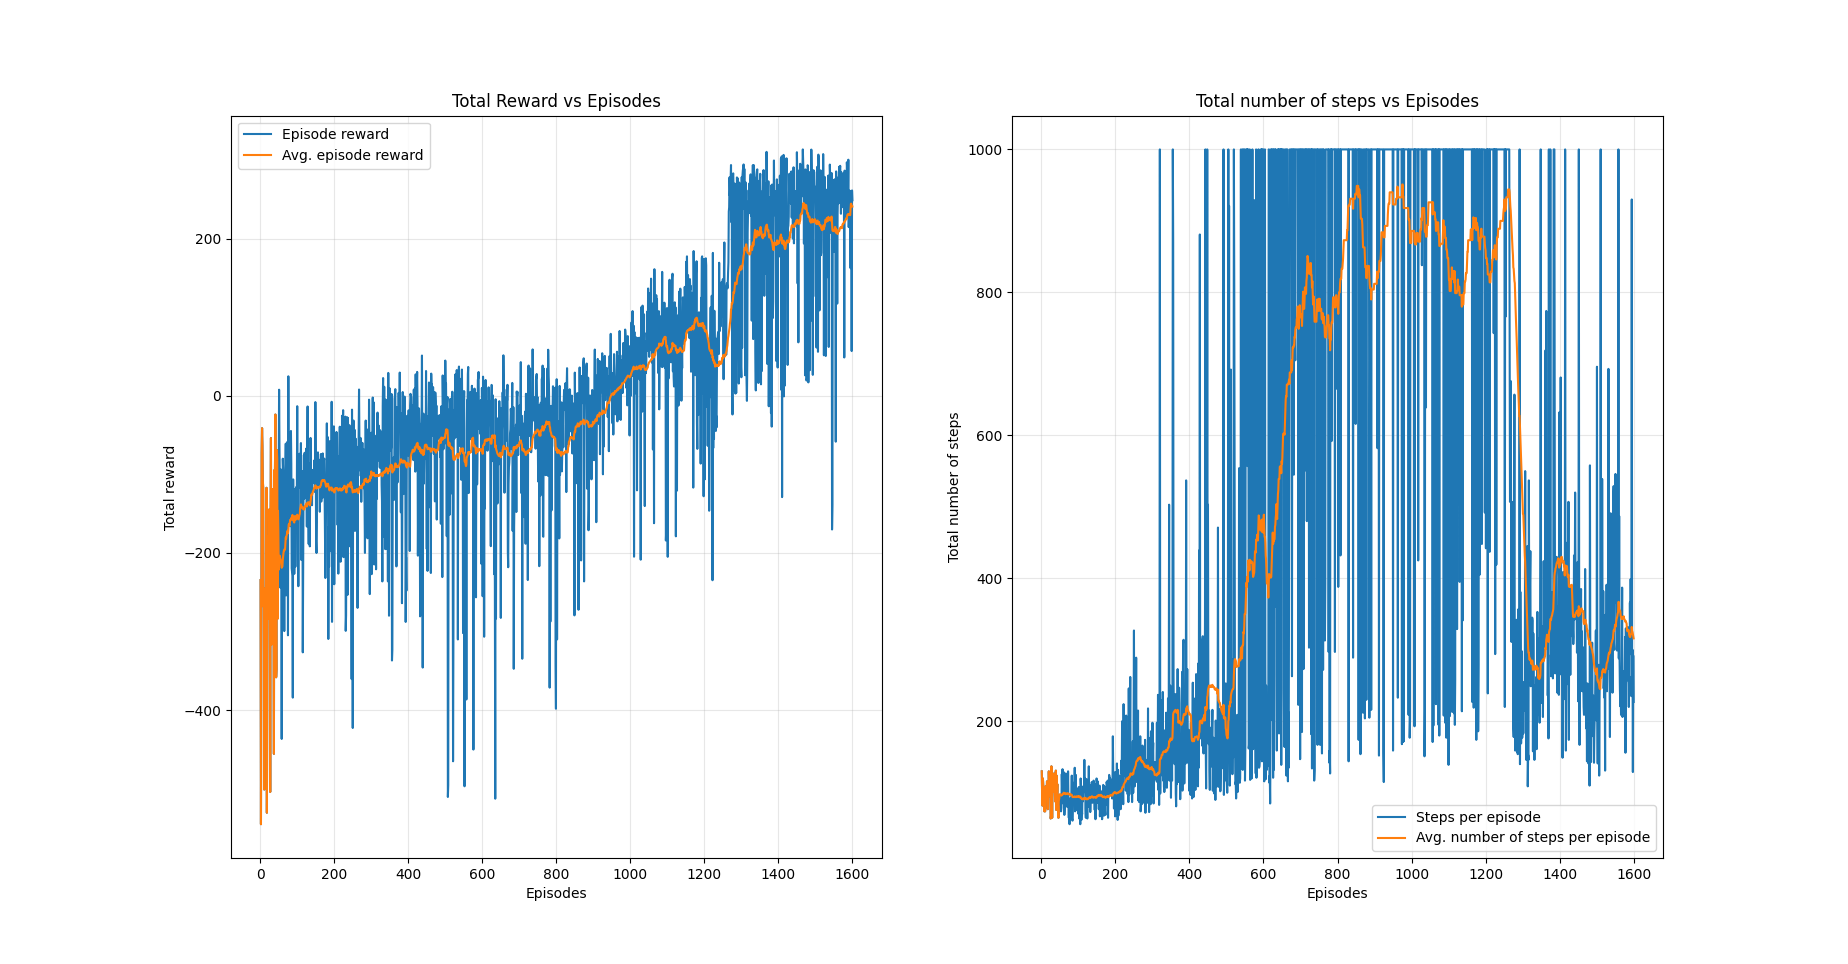 Total Reward vs Episodes
Episode reward
Avg. episode reward
200
0
−200
−400
Total reward
0
200
400
600
800
1000
1200
1400
1600
Episodes
Total number of steps vs Episodes
1000
800
600
400
200
Total number of steps
Steps per episode
Avg. number of steps per episode
0
200
400
600
800
1000
1200
1400
1600
Episodes